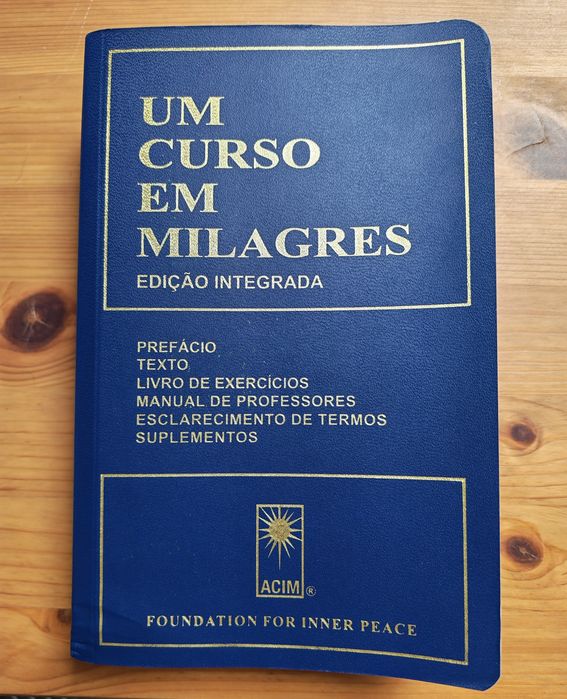 UM
CURSO
EM
MILAGRES
EDIÇÃO INTEGRADA
PREFÁCIO
TEXTO
LIVRO DE EXERCÍCIOS
MANUAL DE PROFESSORES
ESCLARECIMENTO DE TERMOS
SUPLEMENTOS
ACIM®
FOUNDATION FOR INNER PEACE